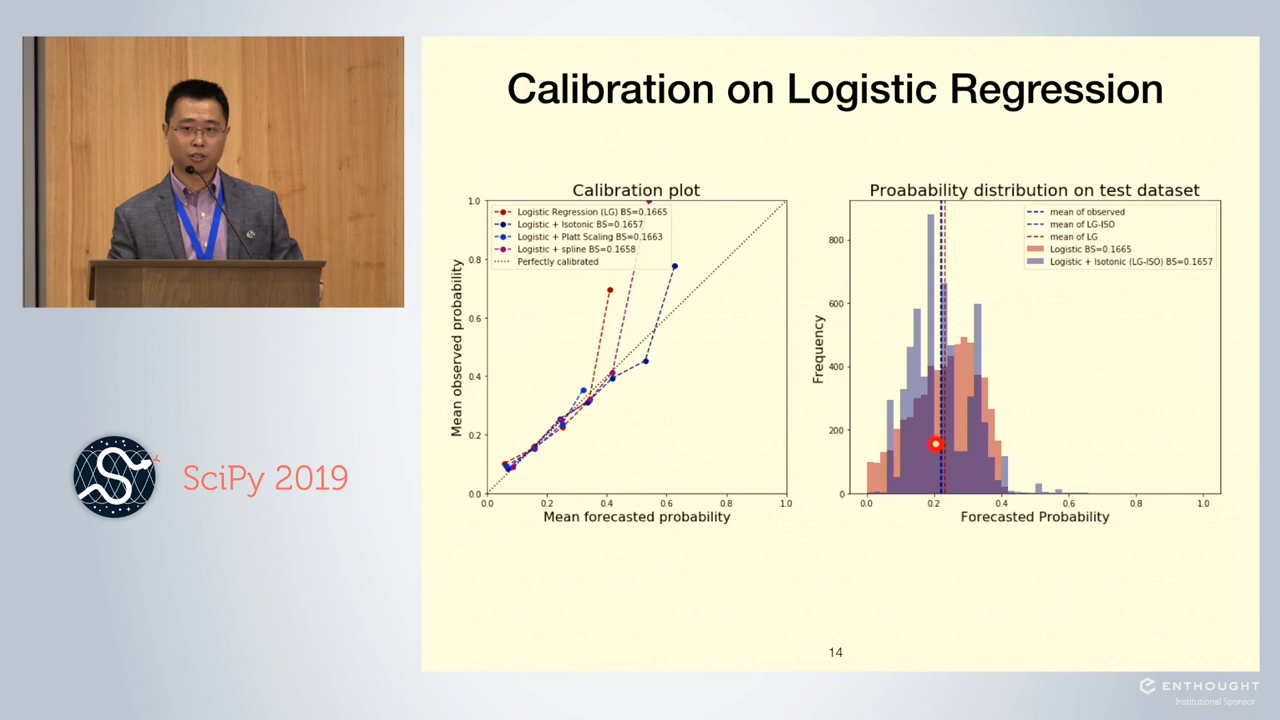 Calibration on Logistic Regression
Calibration plot
Logistic Regression (LG) BS=0.1665
Logistic + Isotonic BS=0.1657
Logistic + Platt Scaling BS=0.1663
Logistic + spline BS=0.1658
Perfectly calibrated
1.0
0.8
0.6
0.4
0.2
0.0
Mean observed probability
0.0 0.2 0.4 0.6 0.8 1.0
Mean forecasted probability
Proabability distribution on test dataset
mean of observed
mean of LG-ISO
mean of LG
Logistic BS=0.1665
Logistic + Isotonic (LG-ISO) BS=0.1657
800
600
400
200
0
Frequency
0.0 0.2 0.4 0.6 0.8 1.0
Forecasted Probability
14
SciPy 2019
ENTHOUGHT
Institutional Sponsor